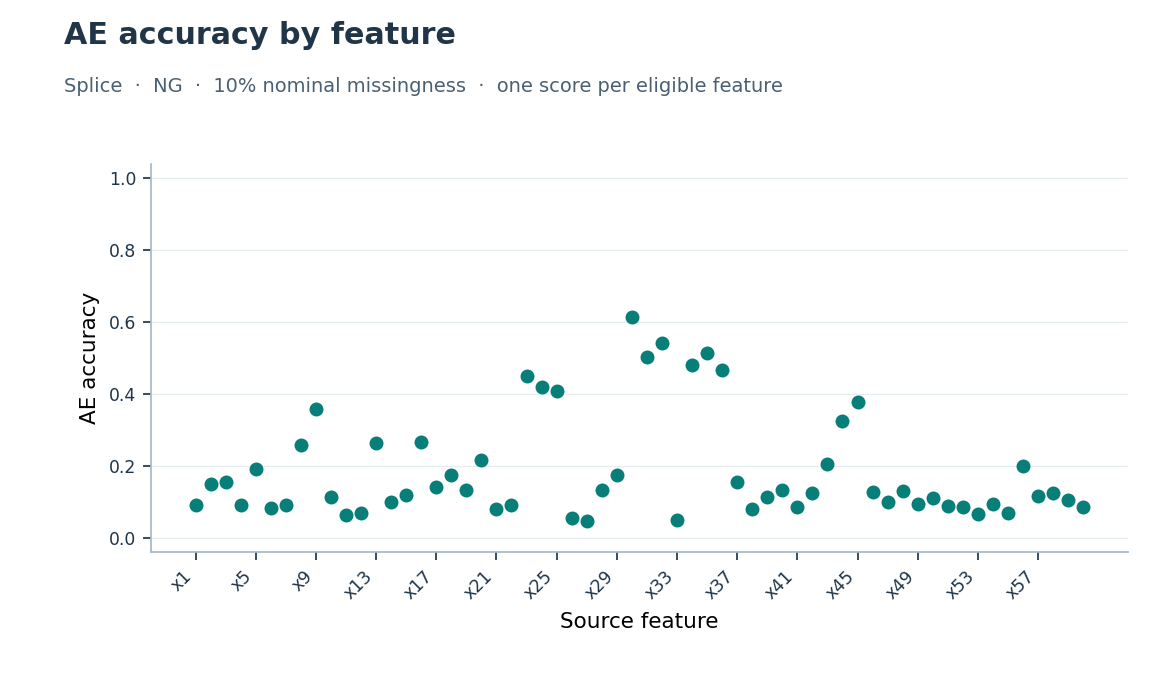 AE accuracy by feature
Splice · NG · 10% nominal missingness · one score per eligible feature
1.0
0.8
0.6
0.4
0.2
0.0
AE accuracy
x1 x5 x9 x13 x17 x21 x25 x29 x33 x37 x41 x45 x49 x53 x57
Source feature